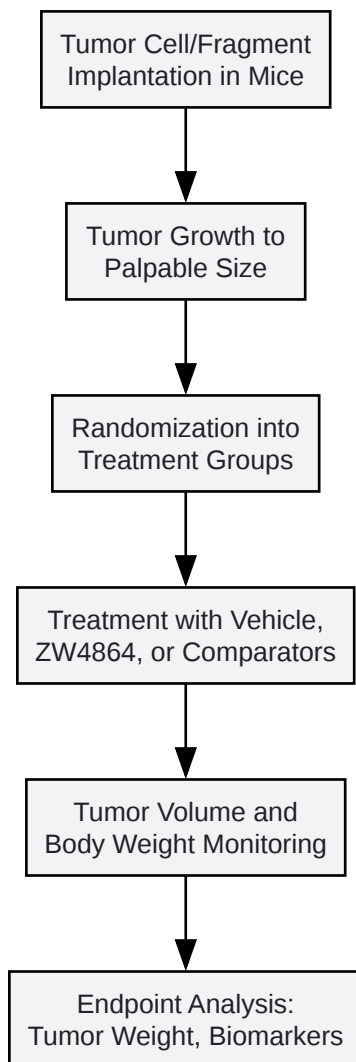 Tumor Cell/Fragment
Implantation in Mice
Tumor Growth to
Palpable Size
Randomization into
Treatment Groups
Treatment with Vehicle,
ZW4864, or Comparators
Tumor Volume and
Body Weight Monitoring
Endpoint Analysis:
Tumor Weight, Biomarkers